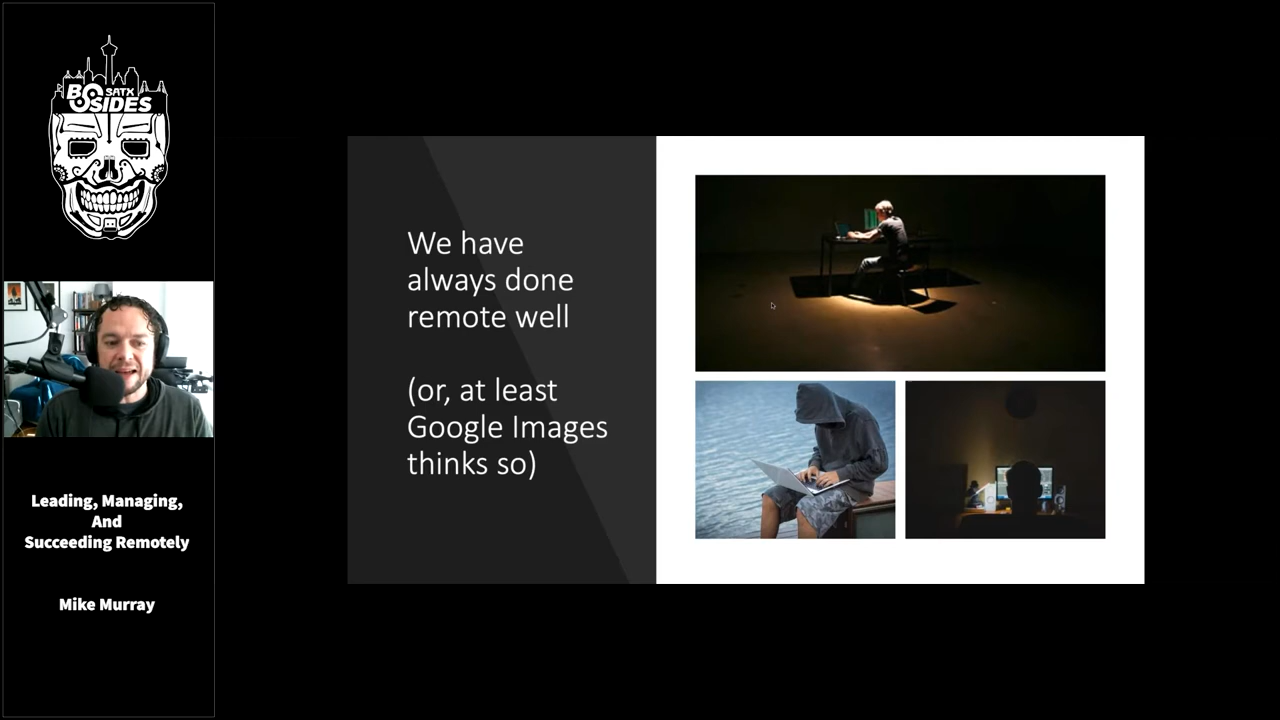 BSIDES
SATX
Leading, Managing,
And
Succeeding Remotely
Mike Murray
We have
always done
remote well
(or, at least
Google Images
thinks so)